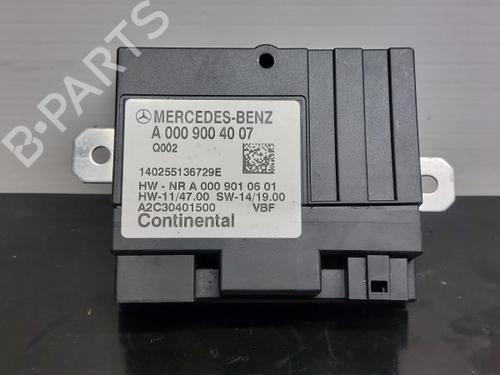 B-PARTS
MERCEDES-BENZ
A 000 900 40 07
Q002
140255136729E
HW - NR A 000 901 06 01
HW-11/47.00 SW-14/19.00
A2C30401500 VBF
Continental